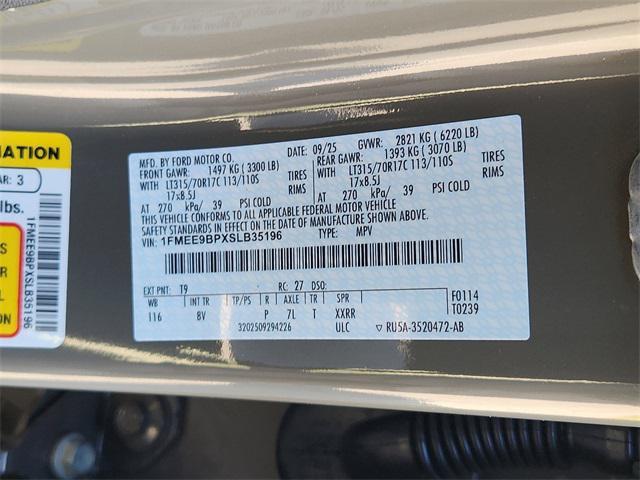 MATION
AR: 3
lbs.
1FMEE9BPXSLB35196
MFD. BY FORD MOTOR CO.
09/25
GVWR: 2821 KG ( 6220 LB)
FRONT GAWR: 1497 KG ( 3300 LB)
REAR GAWR: 1393 KG ( 3070 LB)
WITH LT315/70R17C 113/110S TIRES
WITH LT315/70R17C 113/110S TIRES
17x8.5J RIMS
17x8.5J RIMS
AT 270 kPa/ 39 PSI COLD
AT 270 kPa/ 39 PSI COLD
THIS VEHICLE CONFORMS TO ALL APPLICABLE FEDERAL MOTOR VEHICLE
SAFETY STANDARDS IN EFFECT ON THE DATE OF MANUFACTURE SHOWN ABOVE.
VIN: 1FMEE9BPXSLB35196 TYPE: MPV
EXT PNT: T9 RC: 27 DSO:
WB INT TR TP/PS R AXLE TR SPR
116 8V P 7L T XXRR
F0114
T0239
3202509294226 ULC RU5A-3520472-AB